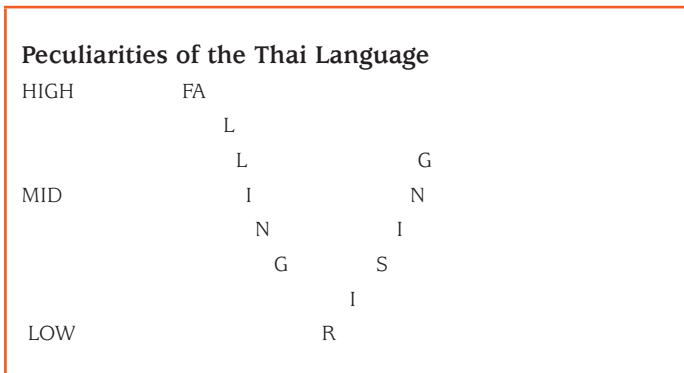 Peculiarities of the Thai Language
HIGH FA
L
L G
MID I N
N I
G S
I
LOW R